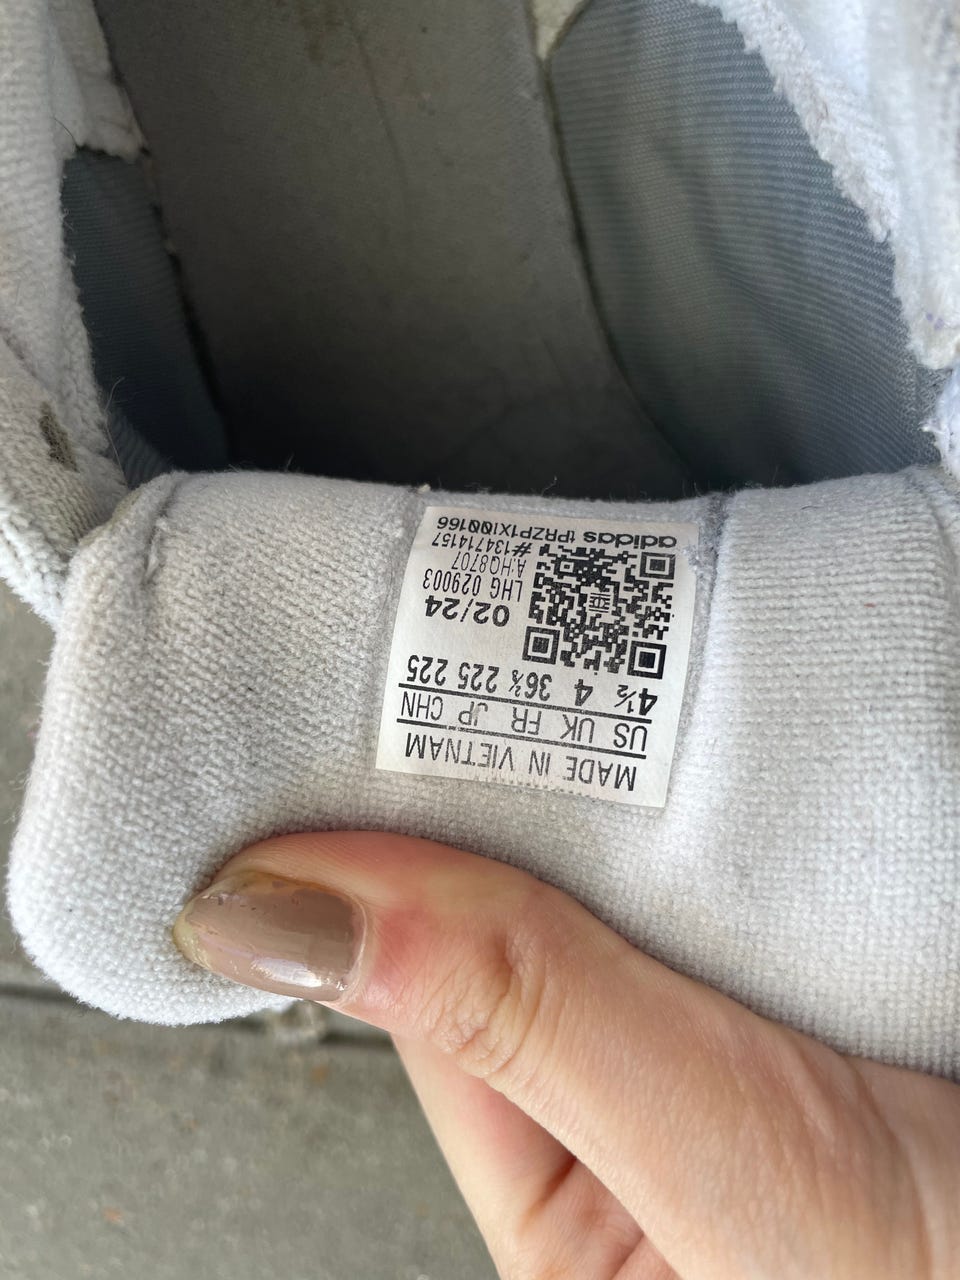 MADE IN VIETNAM
US UK FR JP CHN
4½ 4 36⅔ 225 225
02/24
LHG 029003
A:HQ8707
#134714157
adidas